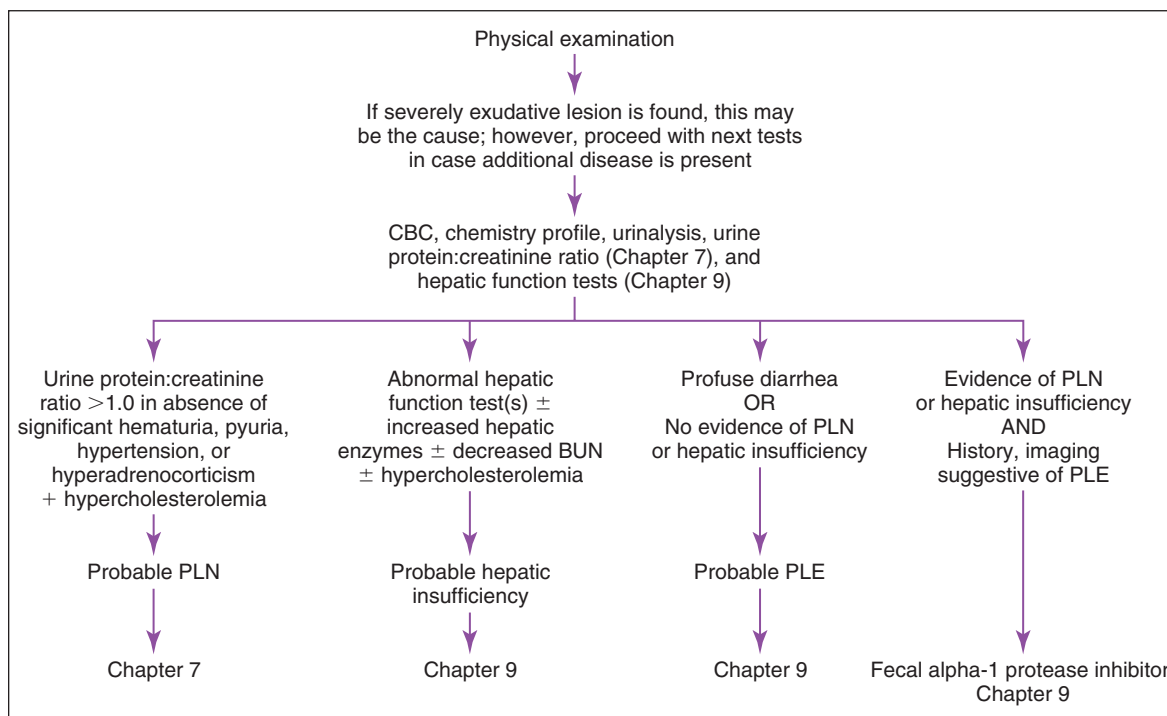 Physical examination
If severely exudative lesion is found, this may
be the cause; however, proceed with next tests
in case additional disease is present
CBC, chemistry profile, urinalysis, urine
protein:creatinine ratio (Chapter 7), and
hepatic function tests (Chapter 9)
Urine protein:creatinine
ratio >1.0 in absence of
significant hematuria, pyuria,
hypertension, or
hyperadrenocorticism
+ hypercholesterolemia
Probable PLN
Chapter 7
Abnormal hepatic
function test(s) ±
increased hepatic
enzymes ± decreased BUN
± hypercholesterolemia
Probable hepatic
insufficiency
Chapter 9
Profuse diarrhea
OR
No evidence of PLN
or hepatic insufficiency
Probable PLE
Chapter 9
Evidence of PLN
or hepatic insufficiency
AND
History, imaging
suggestive of PLE
Fecal alpha-1 protease inhibitor
Chapter 9